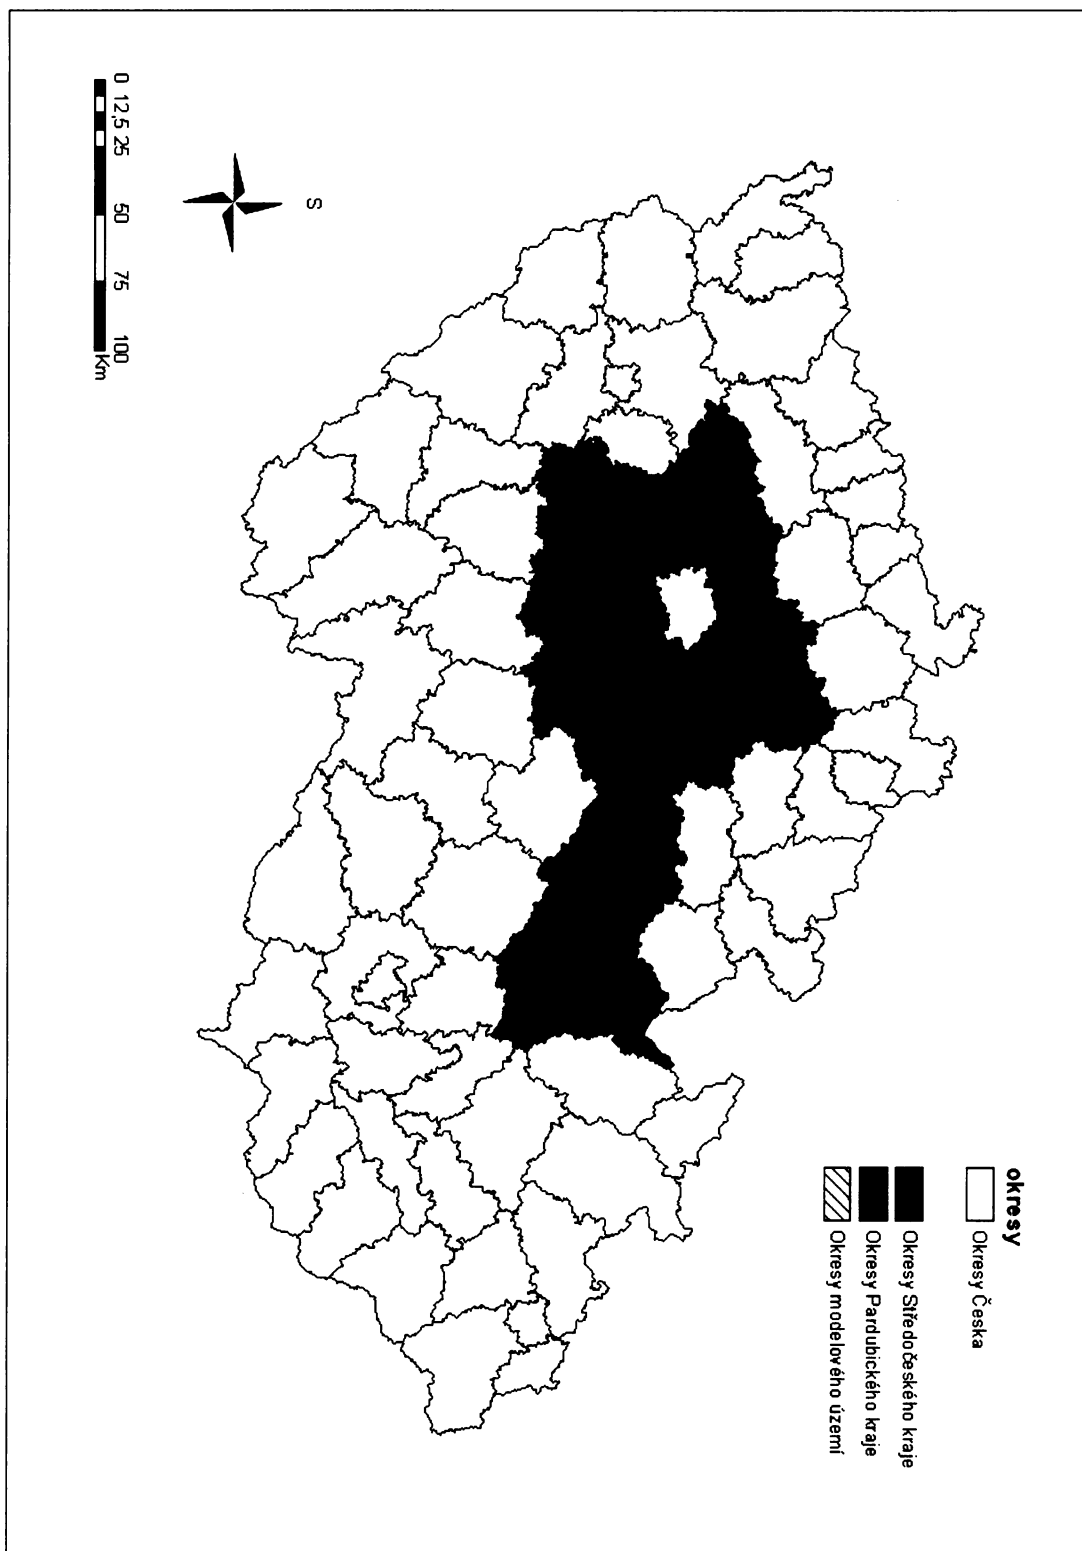 okresy
Okresy Česka
Okresy Středočeského kraje
Okresy Pardubického kraje
Okresy modelového území
S
0 12,5 25 50 75 100
Km